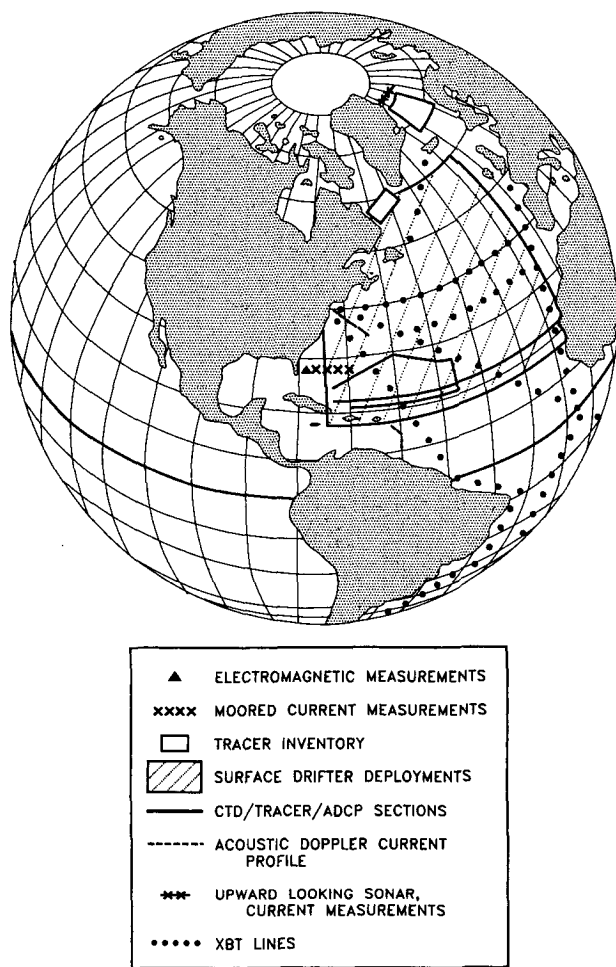 ELECTROMAGNETIC MEASUREMENTS
MOORED CURRENT MEASUREMENTS
TRACER INVENTORY
SURFACE DRIFTER DEPLOYMENTS
CTD/TRACER/ADCP SECTIONS
ACOUSTIC DOPPLER CURRENT
PROFILE
UPWARD LOOKING SONAR,
CURRENT MEASUREMENTS
XBT LINES